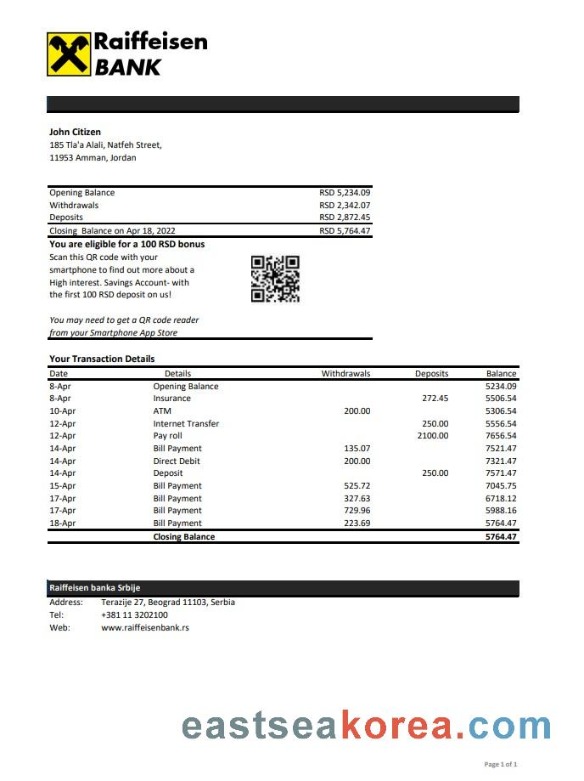 Raiffeisen
BANK
John Citizen
185 Tla'a Alali, Natfeh Street,
11953 Amman, Jordan
Opening Balance RSD 5,234.09
Withdrawals RSD 2,342.07
Deposits RSD 2,872.45
Closing Balance on Apr 18, 2022 RSD 5,764.47
You are eligible for a 100 RSD bonus
Scan this QR code with your
smartphone to find out more about a
High interest. Savings Account- with
the first 100 RSD deposit on us!
You may need to get a QR code reader
from your Smartphone App Store
Your Transaction Details
Date Details Withdrawals Deposits Balance
8-Apr Opening Balance 5234.09
8-Apr Insurance 272.45 5506.54
10-Apr ATM 200.00 5306.54
12-Apr Internet Transfer 250.00 5556.54
12-Apr Pay roll 2100.00 7656.54
14-Apr Bill Payment 135.07 7521.47
14-Apr Direct Debit 200.00 7321.47
14-Apr Deposit 250.00 7571.47
15-Apr Bill Payment 525.72 7045.75
17-Apr Bill Payment 327.63 6718.12
17-Apr Bill Payment 729.96 5988.16
18-Apr Bill Payment 223.69 5764.47
Closing Balance 5764.47
Raiffeisen banka Srbije
Address: Terazije 27, Beograd 11103, Serbia
Tel: +381 11 3202100
Web: www.raiffeisenbank.rs
eastseakorea.com
Page 1 of 1